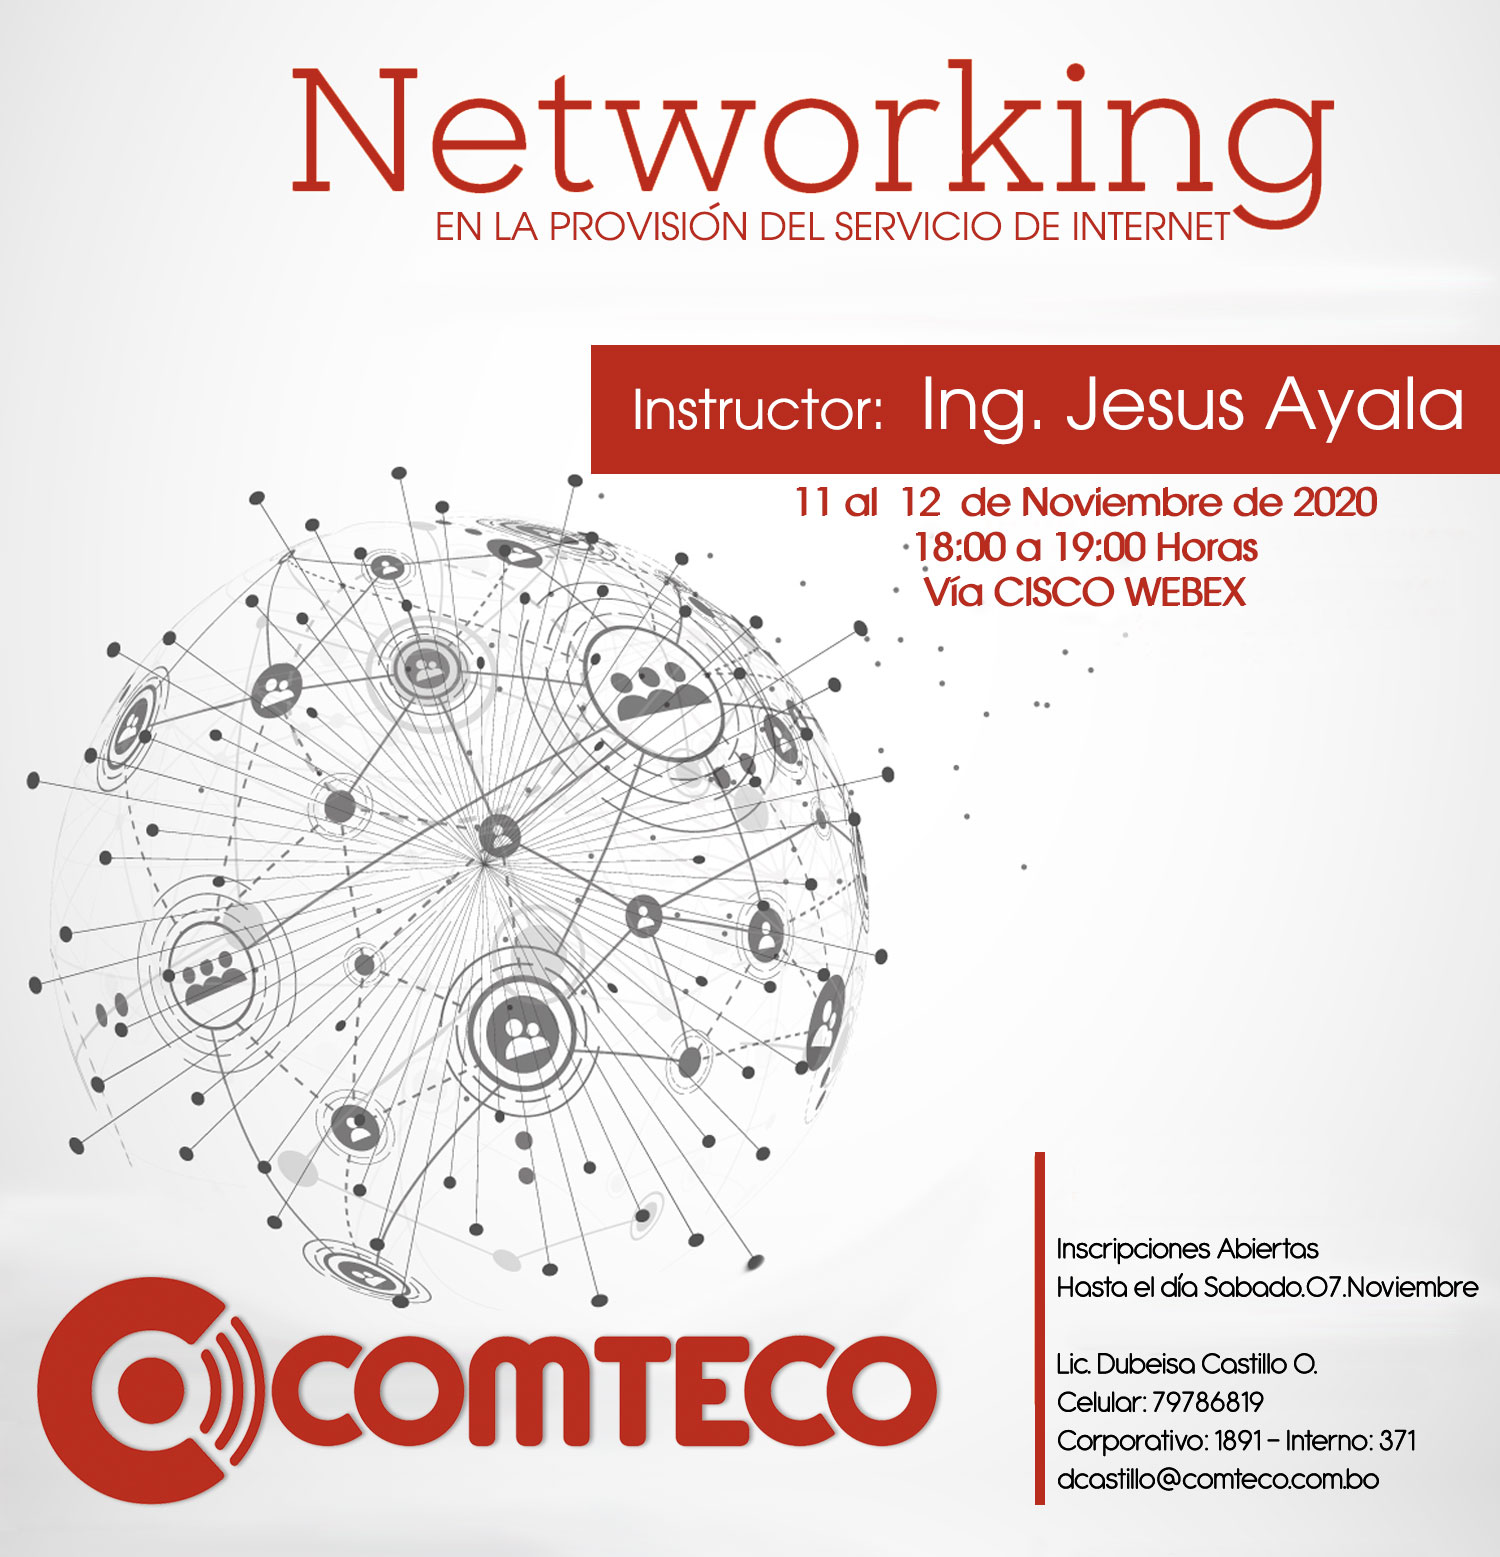 Networking
EN LA PROVISIÓN DEL SERVICIO DE INTERNET
Instructor: Ing. Jesus Ayala
11 al 12 de Noviembre de 2020
18:00 a 19:00 Horas
Vía CISCO WEBEX
Inscripciones Abiertas
Hasta el día Sabado.07.Noviembre
Lic. Dubeisa Castillo O.
Celular: 79786819
Corporativo: 1891 - Interno: 371
dcastillo@comteco.com.bo
COMTECO